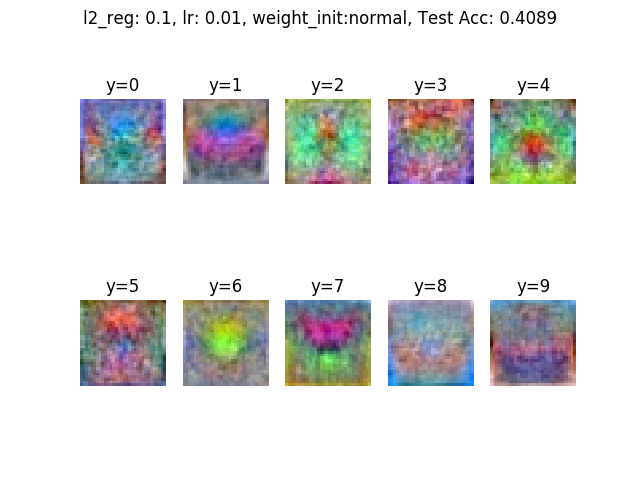 l2_reg: 0.1, lr: 0.01, weight_init:normal, Test Acc: 0.4089
y=0 y=1 y=2 y=3 y=4
y=5 y=6 y=7 y=8 y=9